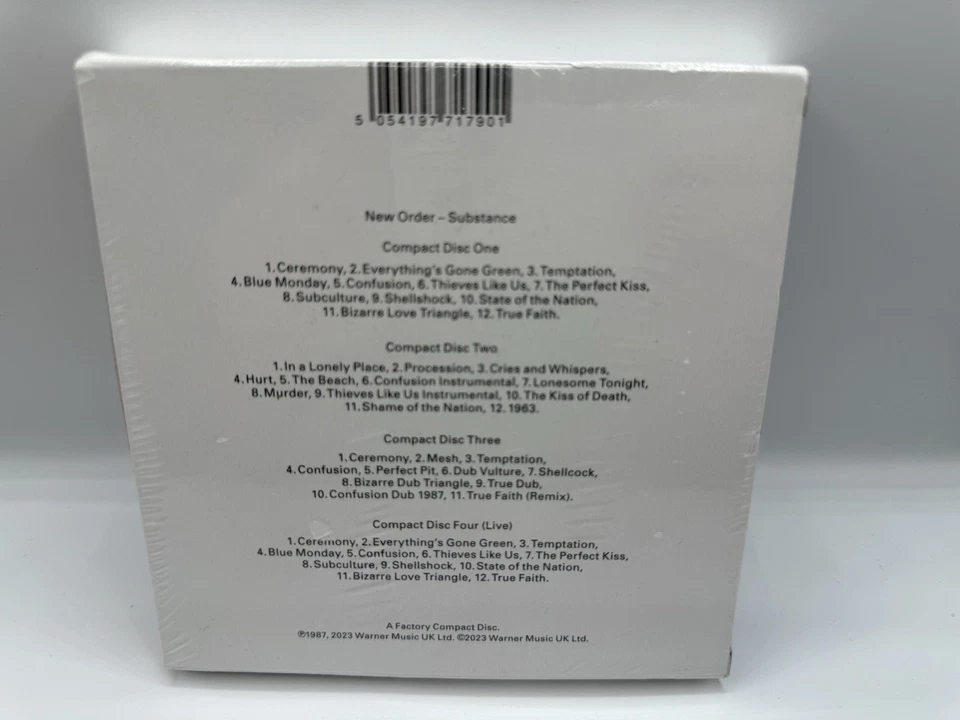 5 054197 717901
New Order – Substance
Compact Disc One
1. Ceremony, 2. Everything's Gone Green, 3. Temptation,
4. Blue Monday, 5. Confusion, 6. Thieves Like Us, 7. The Perfect Kiss,
8. Subculture, 9. Shellshock, 10. State of the Nation,
11. Bizarre Love Triangle, 12. True Faith.
Compact Disc Two
1. In a Lonely Place, 2. Procession, 3. Cries and Whispers,
4. Hurt, 5. The Beach, 6. Confusion Instrumental, 7. Lonesome Tonight,
8. Murder, 9. Thieves Like Us Instrumental, 10. The Kiss of Death,
11. Shame of the Nation, 12. 1963.
Compact Disc Three
1. Ceremony, 2. Mesh, 3. Temptation,
4. Confusion, 5. Perfect Pit, 6. Dub Vulture, 7. Shellcock,
8. Bizarre Dub Triangle, 9. True Dub,
10. Confusion Dub 1987, 11. True Faith (Remix).
Compact Disc Four (Live)
1. Ceremony, 2. Everything's Gone Green, 3. Temptation,
4. Blue Monday, 5. Confusion, 6. Thieves Like Us, 7. The Perfect Kiss,
8. Subculture, 9. Shellshock, 10. State of the Nation,
11. Bizarre Love Triangle, 12. True Faith.
A Factory Compact Disc.
℗1987, 2023 Warner Music UK Ltd. ©2023 Warner Music UK Ltd.